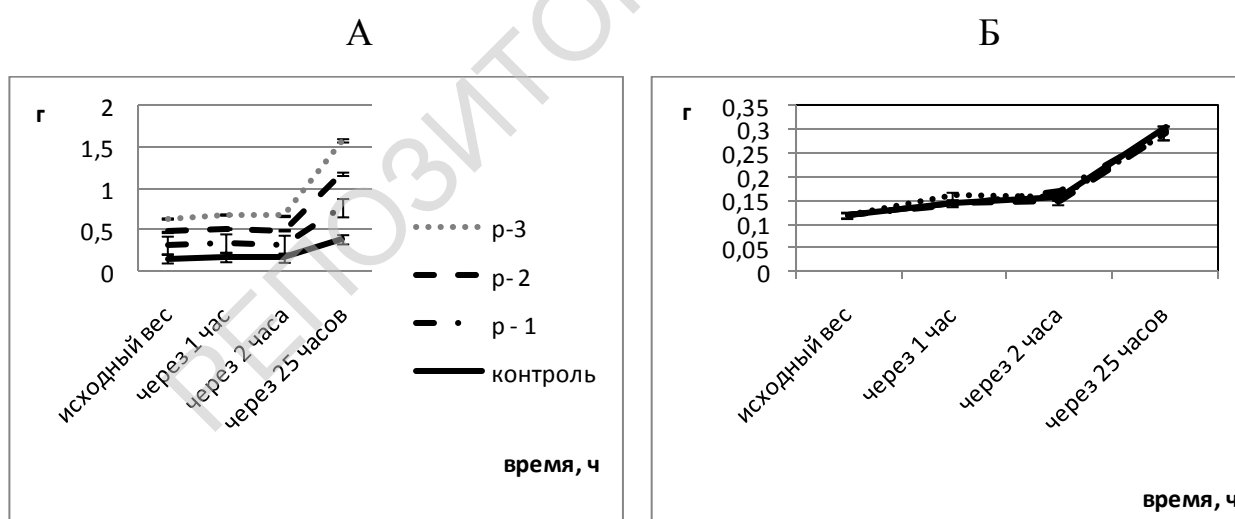 А
Б
г
2
1,5
1
0,5
0
исходный вес
через 1 час
через 2 часа
через 25 часов
р-3
р-2
р - 1
контроль
время, ч
г
0,35
0,3
0,25
0,2
0,15
0,1
0,05
0
исходный вес
через 1 час
через 2 часа
через 25 часов
время, ч